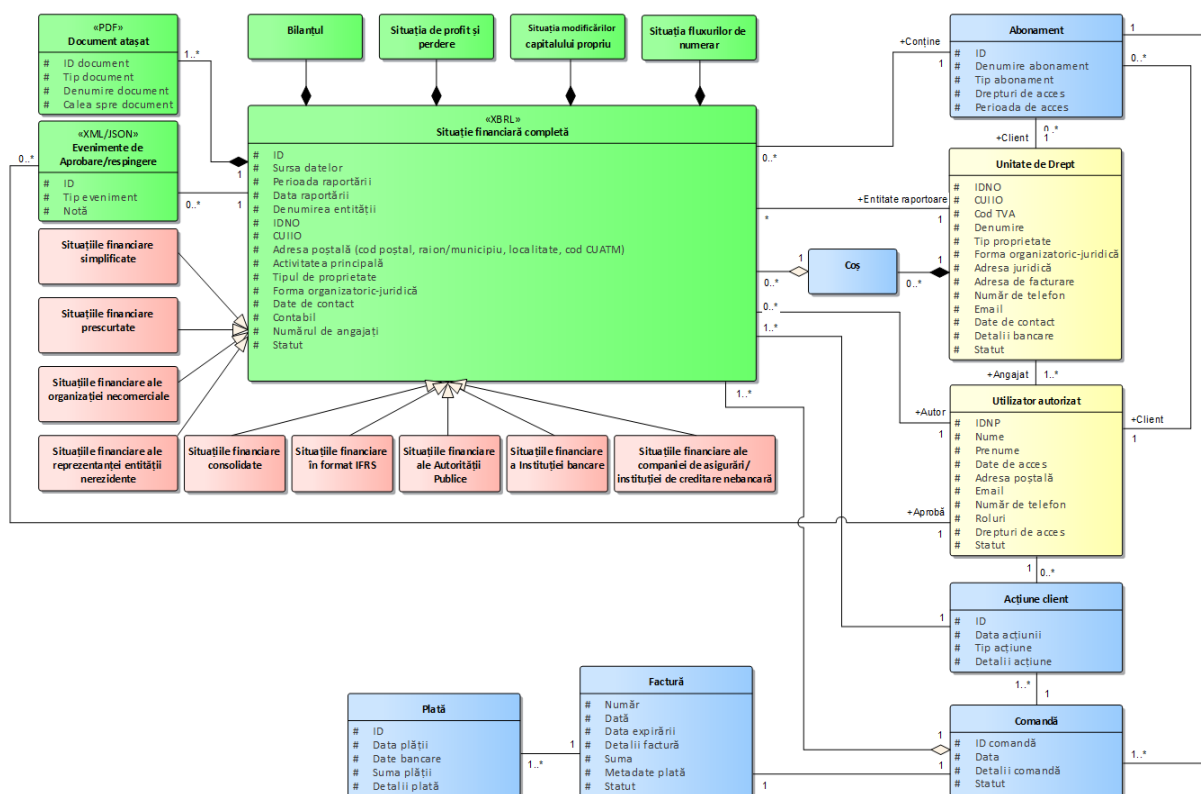 «PDF»
Document atașat
# ID document
# Tip document
# Denumire document
# Calea spre document
1..*
1
Bilanțul
Situația de profit și
perdere
Situația modificărilor
capitalului propriu
Situația fluxurilor de
numerar
«XML/JSON»
Evenimente de
Aprobare/respingere
# ID
# Tip eveniment
# Notă
0..*
0..*
1
«XBRL»
Situație financiară completă
# ID
# Sursa datelor
# Perioada raportării
# Data raportării
# Denumirea entității
# IDNO
# CUIIO
# Adresa poștală (cod poștal, raion/municipiu, localitate, cod CUATM)
# Activitatea principală
# Tipul de proprietate
# Forma organizatoric-juridică
# Date de contact
# Contabil
# Numărul de angajați
# Statut
Situațiile financiare
simplificate
Situațiile financiare
prescurtate
Situațiile financiare ale
organizației necomerciale
Situațiile financiare ale
reprezentanței entității
nerezidente
Situațiile financiare
consolidate
Situațiile financiare
în format IFRS
Situațiile financiare
ale Autorității
Publice
Situațiile financiare
a Instituției bancare
Situațiile financiare ale
companiei de asigurări/
instituției de creditare nebancară
+Conține
1
0..*
Abonament
# ID
# Denumire abonament
# Tip abonament
# Drepturi de acces
# Perioada de acces
1
0..*
0..*
+Client
1
Unitate de Drept
# IDNO
# CUIIO
# Cod TVA
# Denumire
# Tip proprietate
# Forma organizatoric-juridică
# Adresa juridică
# Adresa de facturare
# Număr de telefon
# Email
# Date de contact
# Detalii bancare
# Statut
+Entitate raportoare
*
1
Coș
1
0..*
1
0..*
0..*
1..*
+Angajat
1..*
Utilizator autorizat
# IDNP
# Nume
# Prenume
# Date de acces
# Adresa poștală
# Email
# Număr de telefon
# Roluri
# Drepturi de acces
# Statut
+Autor
1
+Client
1
+Aprobă
1
1..*
1
0..*
Acțiune client
# ID
# Data acțiunii
# Tip acțiune
# Detalii acțiune
1
1..*
1
Comandă
# ID comandă
# Data
# Detalii comandă
# Statut
1
1
1..*
Factură
# Număr
# Dată
# Data expirării
# Detalii factură
# Suma
# Metadate plată
# Statut
1
1
Plată
# ID
# Data plății
# Date bancare
# Suma plății
# Detalii plată
1..*